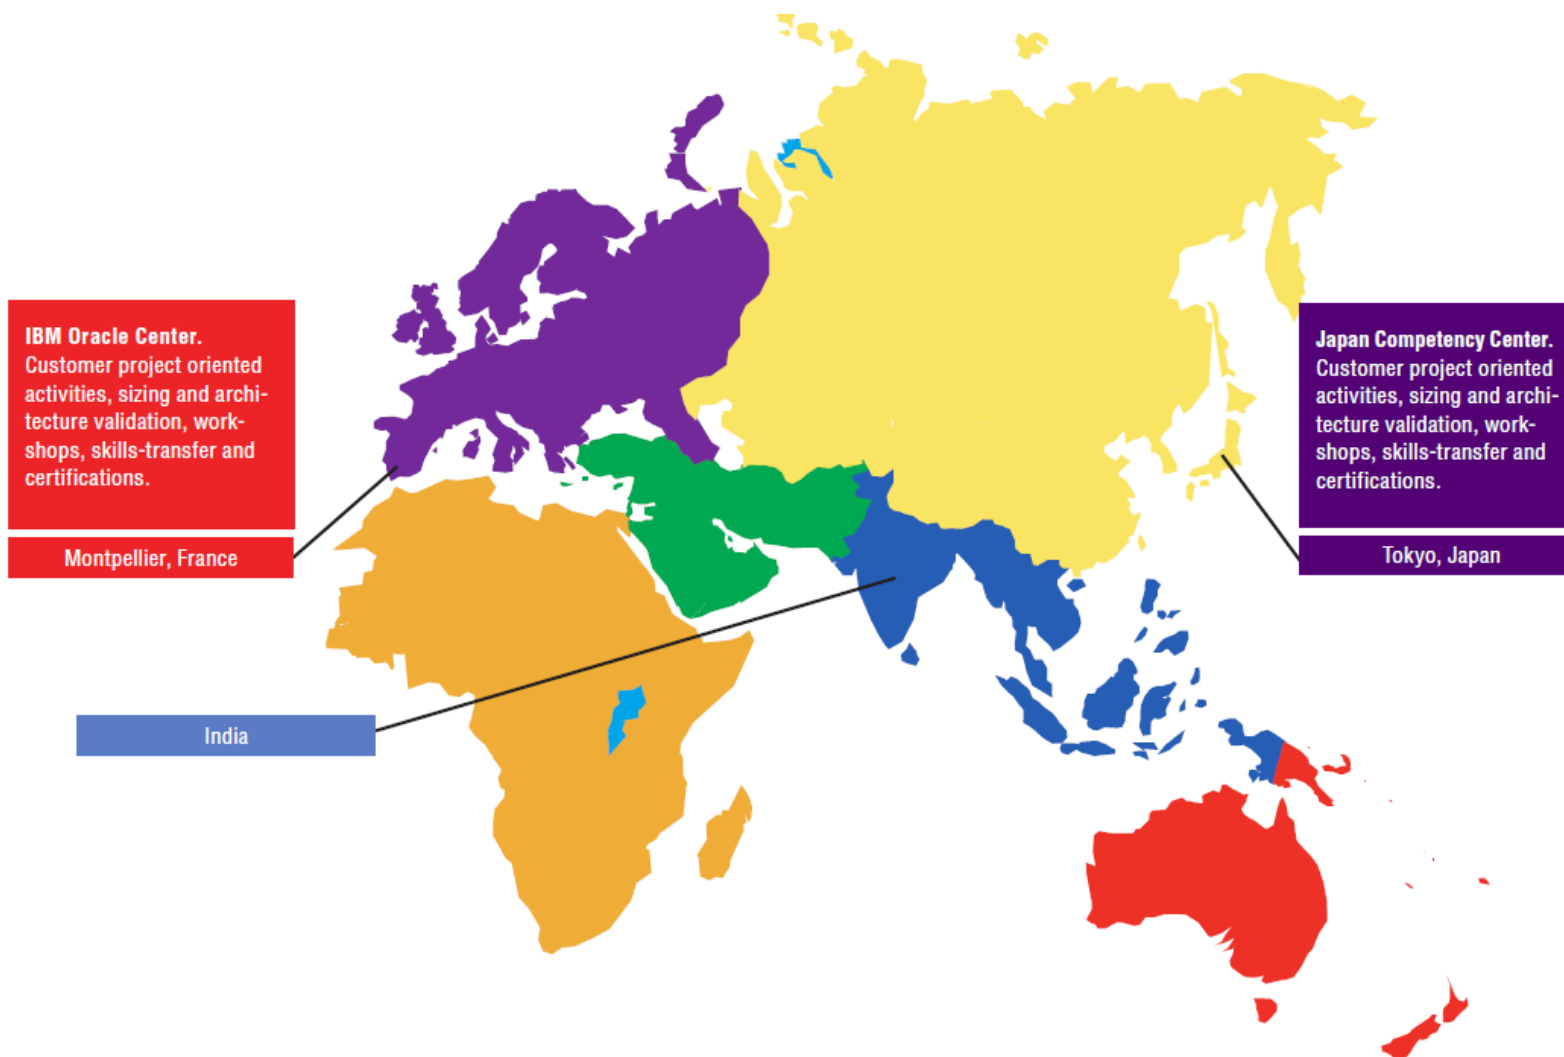 IBM Oracle Center.
Customer project oriented
activities, sizing and archi-
tecture validation, work-
shops, skills-transfer and
certifications.
Montpellier, France
Japan Competency Center.
Customer project oriented
activities, sizing and archi-
tecture validation, work-
shops, skills-transfer and
certifications.
Tokyo, Japan
India